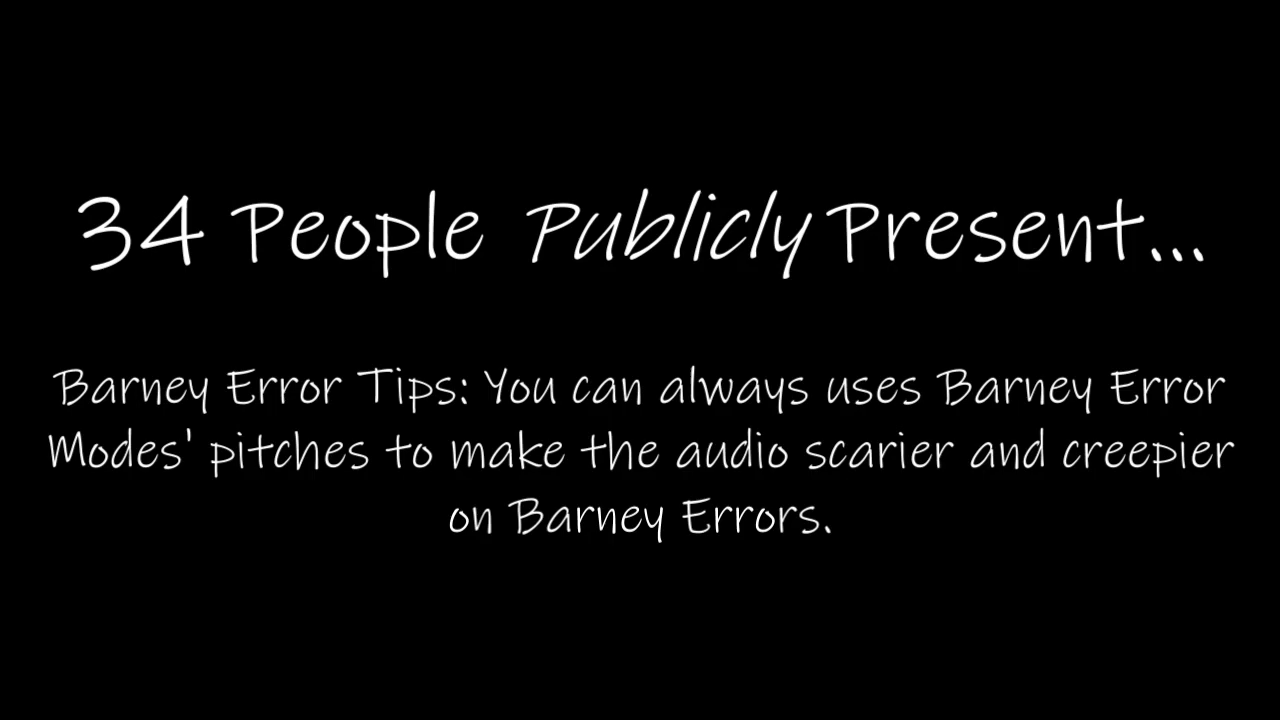 34 People Publicly Present...
Barney Error Tips: You can always uses Barney Error
Modes' pitches to make the audio scarier and creepier
on Barney Errors.